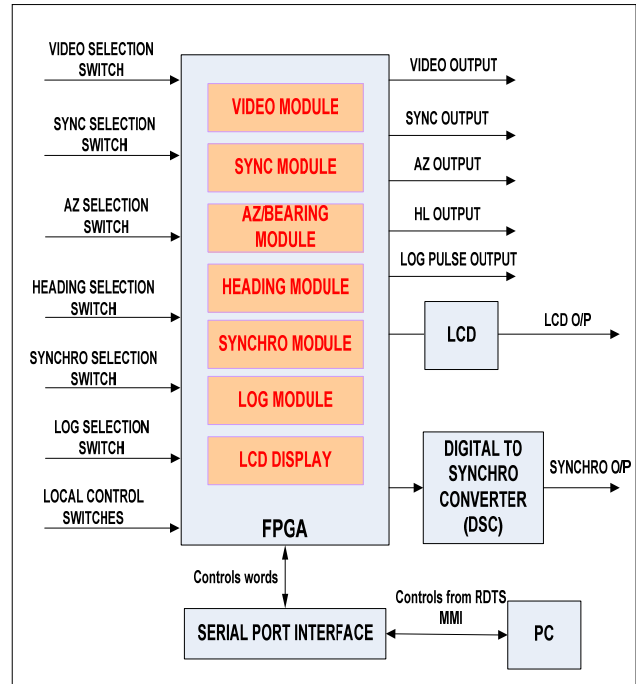 VIDEO SELECTION
SWITCH
SYNC SELECTION
SWITCH
AZ SELECTION
SWITCH
HEADING SELECTION
SWITCH
SYNCHRO SELECTION
SWITCH
LOG SELECTION
SWITCH
LOCAL CONTROL
SWITCHES
VIDEO MODULE
SYNC MODULE
AZ/BEARING
MODULE
HEADING MODULE
SYNCHRO MODULE
LOG MODULE
LCD DISPLAY
FPGA
VIDEO OUTPUT
SYNC OUTPUT
AZ OUTPUT
HL OUTPUT
LOG PULSE OUTPUT
LCD
LCD O/P
DIGITAL TO
SYNCHRO
CONVERTER
(DSC)
SYNCHRO O/P
Controls words
SERIAL PORT INTERFACE
Controls from RDTS
MMI
PC